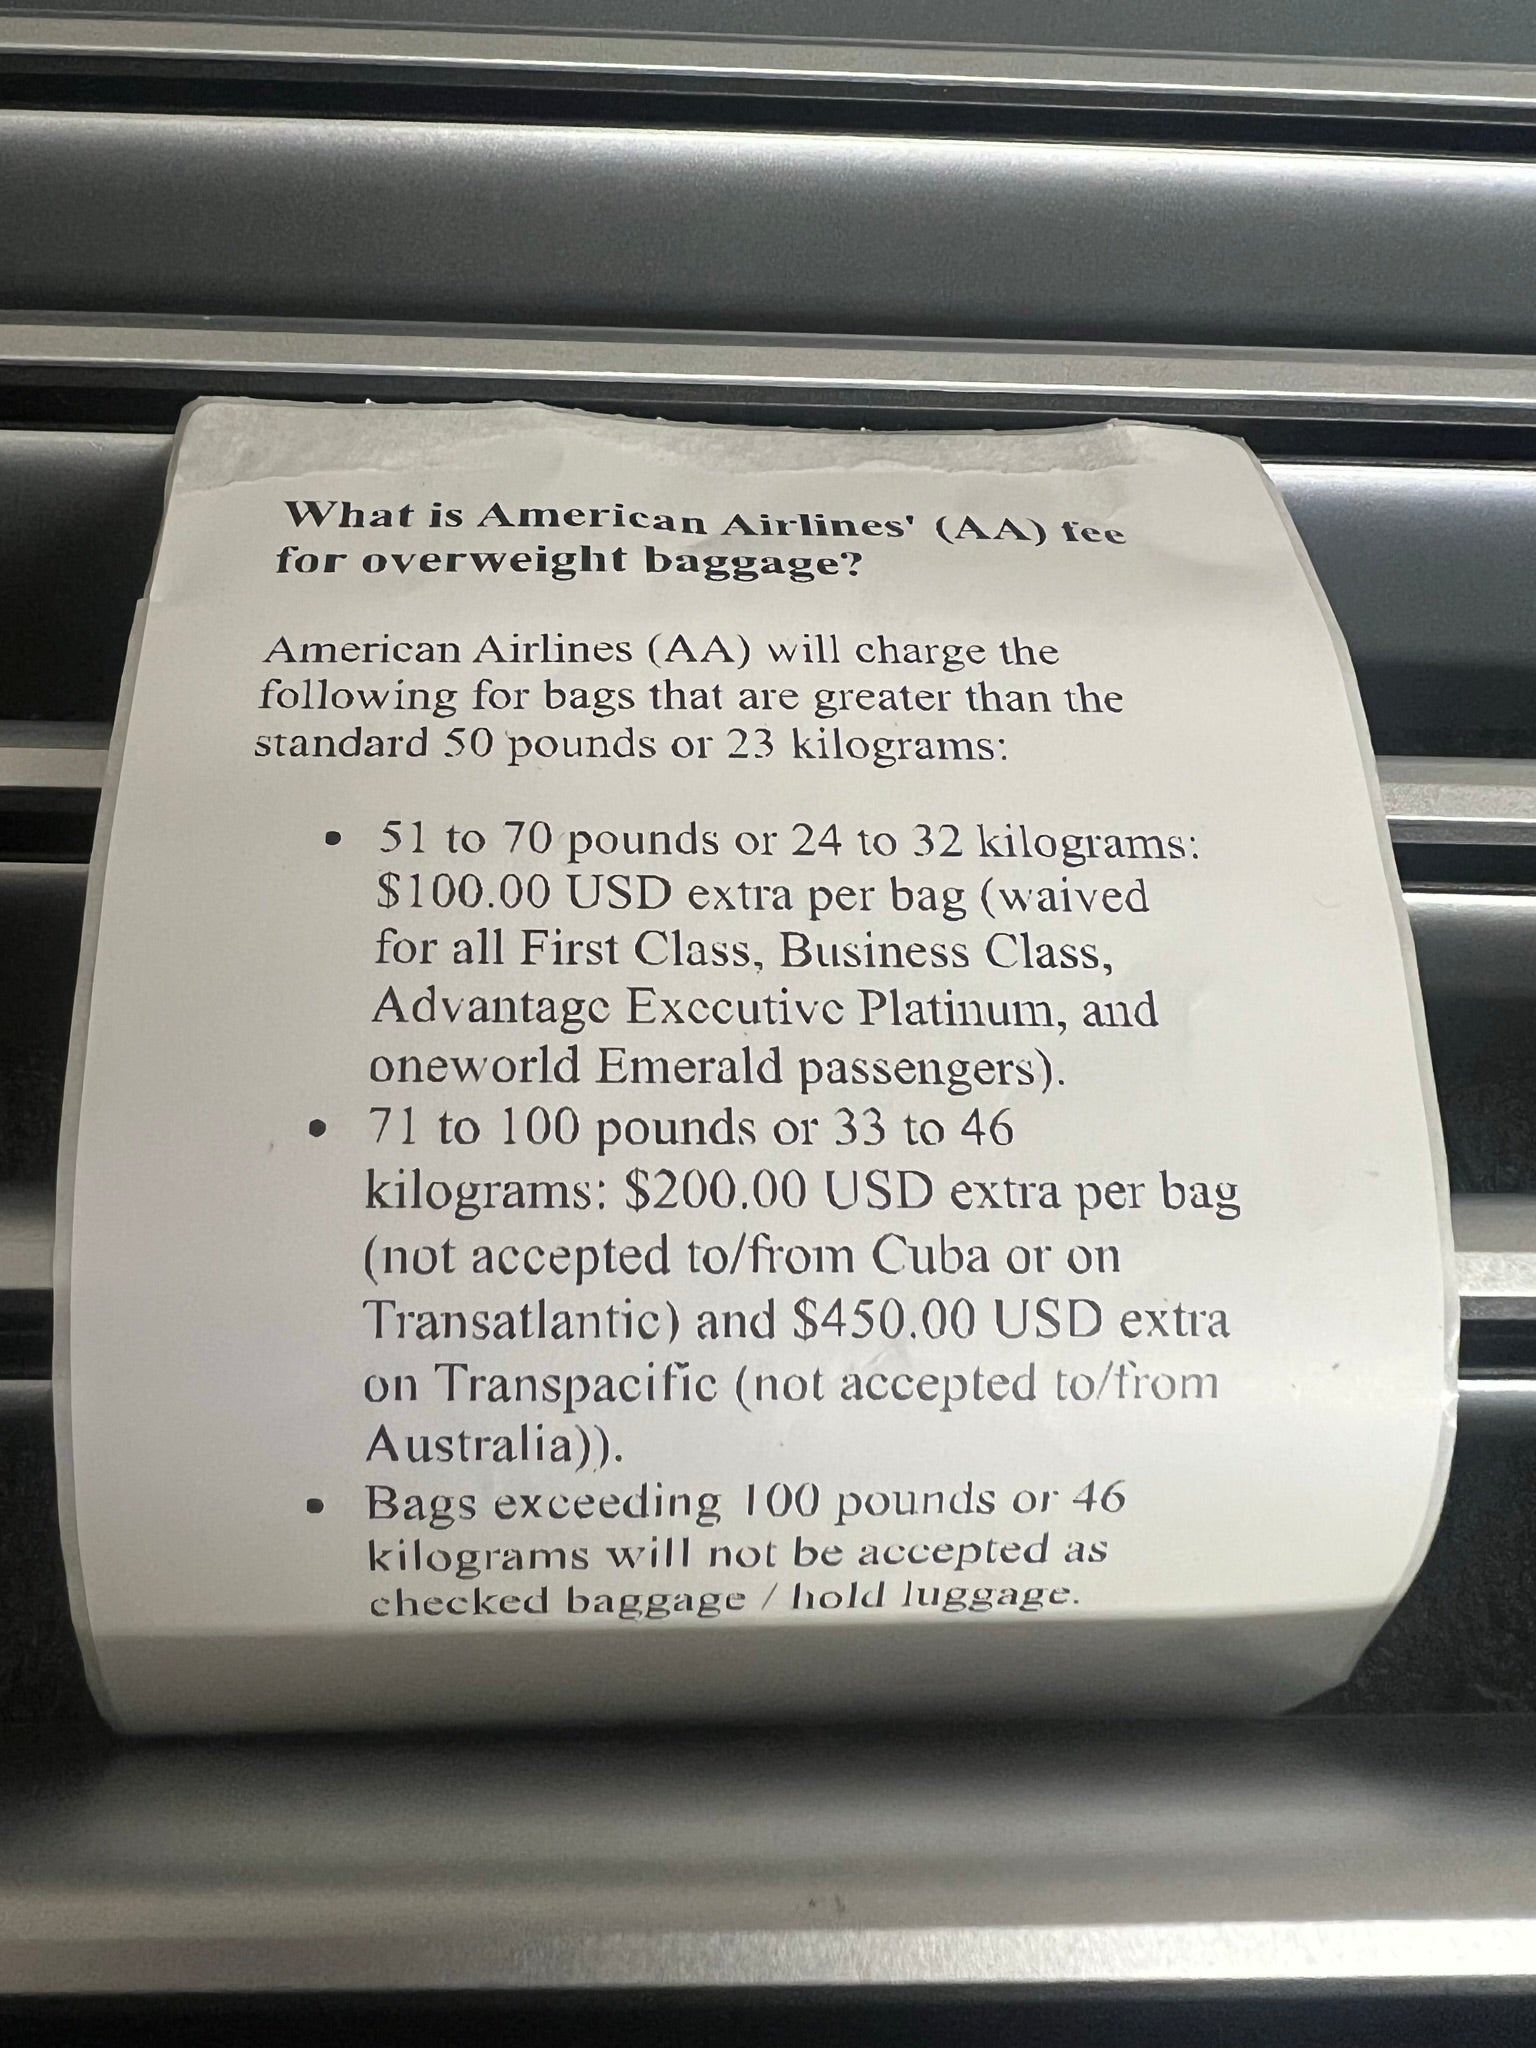 What is American Airlines' (AA) fee
for overweight baggage?
American Airlines (AA) will charge the
following for bags that are greater than the
standard 50 pounds or 23 kilograms:
• 51 to 70 pounds or 24 to 32 kilograms:
$100.00 USD extra per bag (waived
for all First Class, Business Class,
Advantage Executive Platinum, and
oneworld Emerald passengers).
• 71 to 100 pounds or 33 to 46
kilograms: $200.00 USD extra per bag
(not accepted to/from Cuba or on
Transatlantic) and $450.00 USD extra
on Transpacific (not accepted to/from
Australia)).
• Bags exceeding 100 pounds or 46
kilograms will not be accepted as
checked baggage / hold luggage.